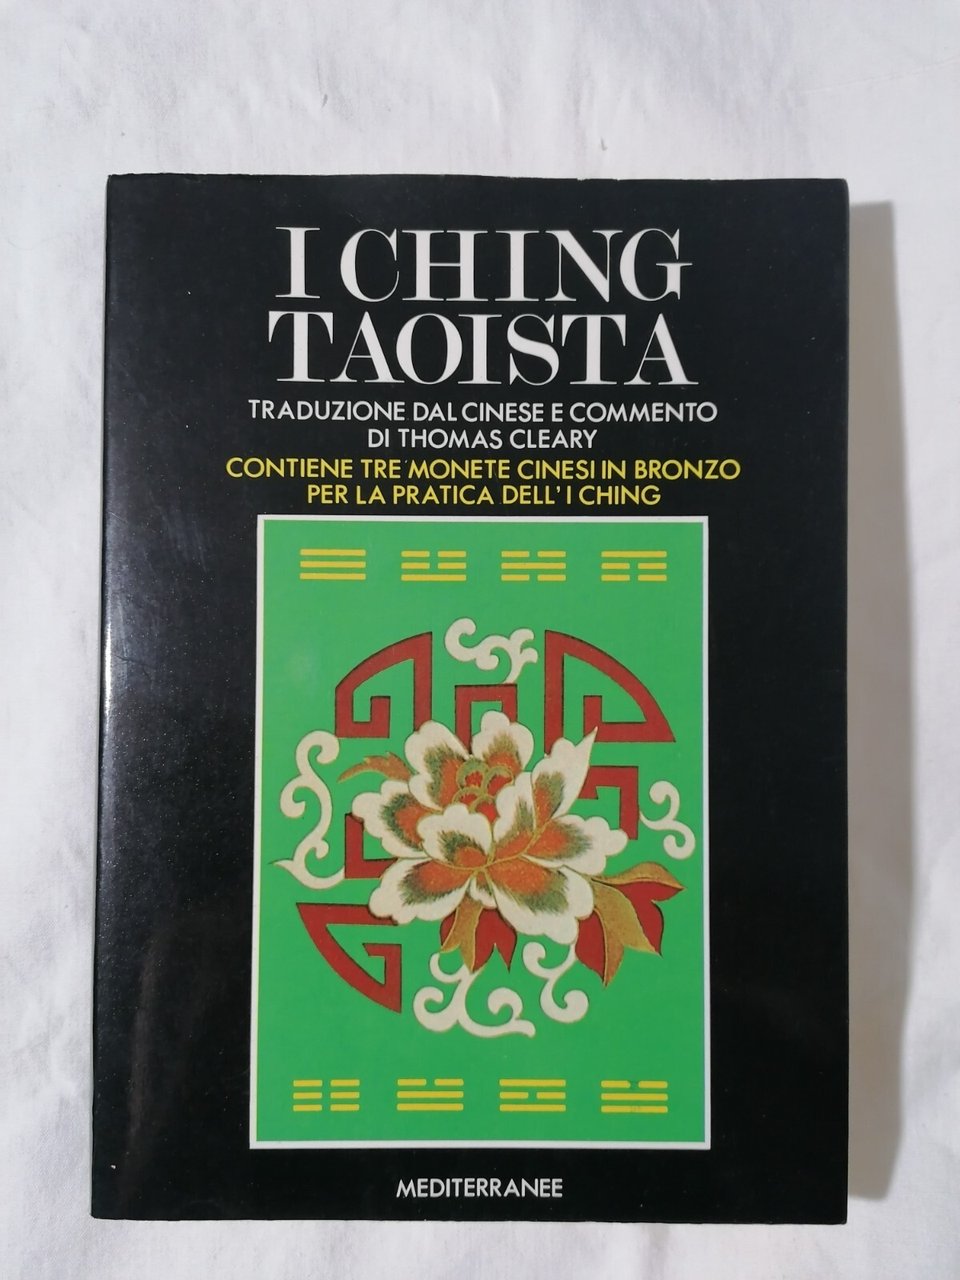 I CHING
TAOISTA
TRADUZIONE DAL CINESE E COMMENTO
DI THOMAS CLEARY
CONTIENE TRE MONETE CINESI IN BRONZO
PER LA PRATICA DELL' I CHING
MEDITERRANEE